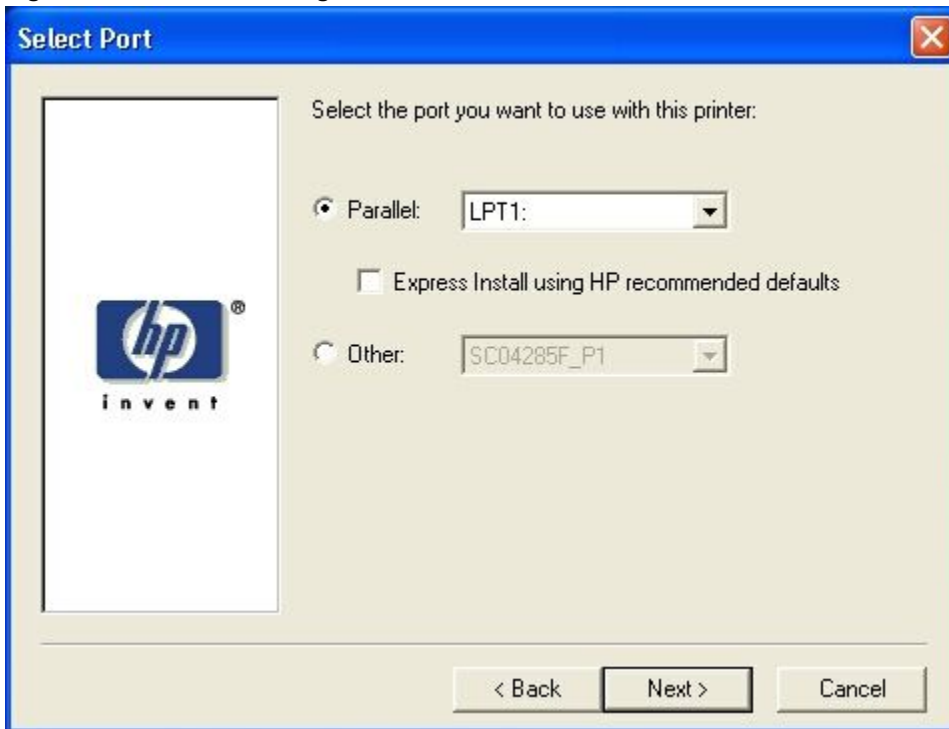 Select Port
Select the port you want to use with this printer:
Parallel: LPT1:
Express Install using HP recommended defaults
hp®
invent
Other: SC04285F_P1
< Back Next > Cancel